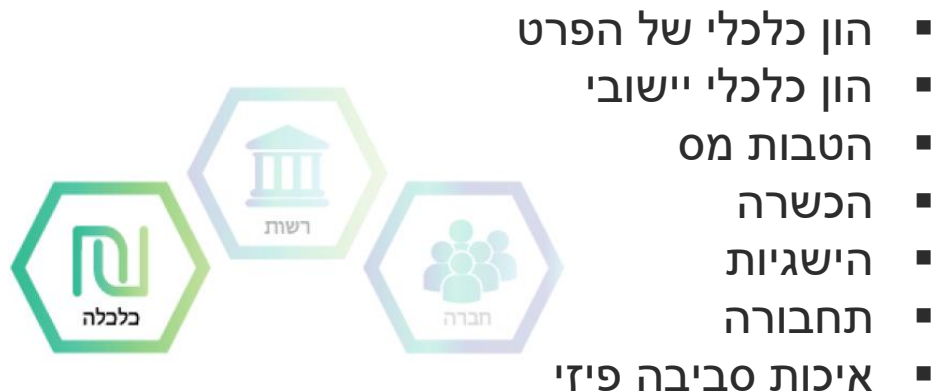 הון כלכלי של הפרט
הון כלכלי יישובי
הטבות מס
הכשרה
הישגיות
תחבורה
איכות סביבה פיזי
רשות
חברה
כלכלה